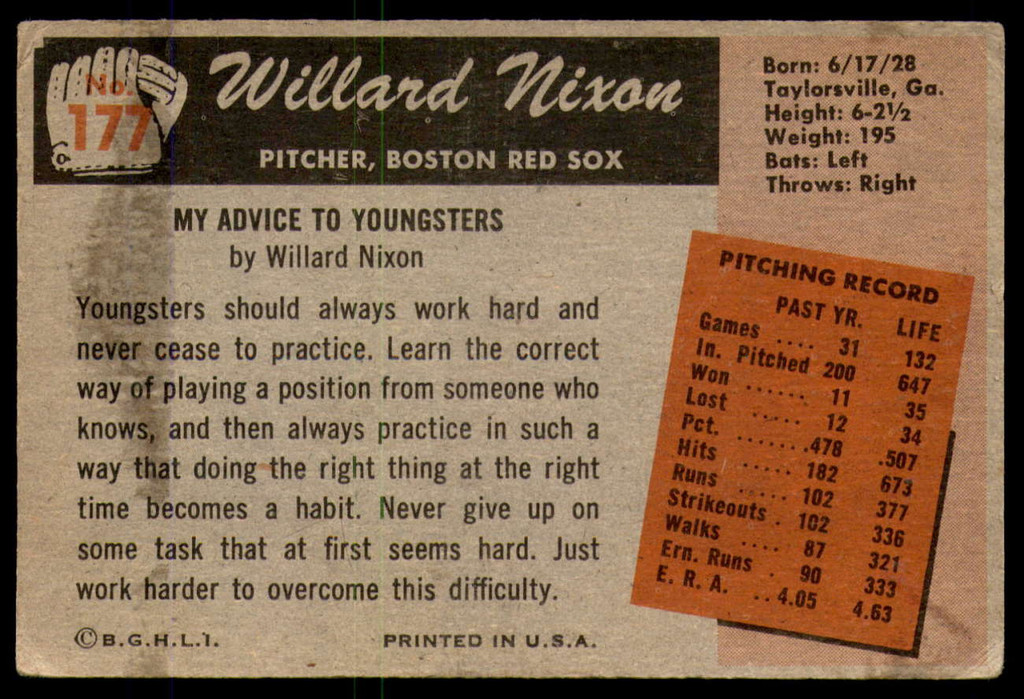 No.
177
Willard Nixon
PITCHER, BOSTON RED SOX
Born: 6/17/28
Taylorsville, Ga.
Height: 6-2½
Weight: 195
Bats: Left
Throws: Right
MY ADVICE TO YOUNGSTERS
by Willard Nixon
Youngsters should always work hard and
never cease to practice. Learn the correct
way of playing a position from someone who
knows, and then always practice in such a
way that doing the right thing at the right
time becomes a habit. Never give up on
some task that at first seems hard. Just
work harder to overcome this difficulty.
PITCHING RECORD
PAST YR. LIFE
Games .... 31 132
In. Pitched 200 647
Won ...... 11 35
Lost ..... 12 34
Pct. .......478 .507
Hits ..... 182 673
Runs ..... 102 377
Strikeouts . 102 336
Walks .... 87 321
Ern. Runs . 90 333
E. R. A. ..4.05 4.63
©B.G.H.L.I.
PRINTED IN U.S.A.